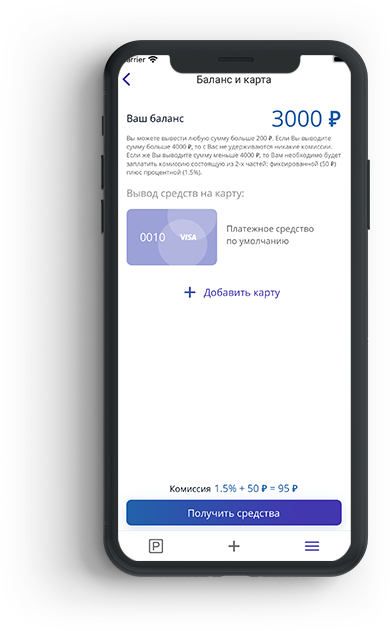 arrier
Баланс и карта
Ваш баланс 3000 ₽
Вы можете вывести любую сумму больше 200 ₽. Если Вы выводите
сумму больше 4000 ₽, то с Вас не удерживаются никакие комиссии.
Если же Вы выводите сумму меньше 4000 ₽, то Вам необходимо будет
заплатить комиссию состоящую из 2-х частей: фиксированной (50 ₽)
плюс процентной (1.5%).
Вывод средств на карту:
0010 VISA
Платежное средство
по умолчанию
+ Добавить карту
Комиссия 1.5% + 50 ₽ = 95 ₽
Получить средства
P